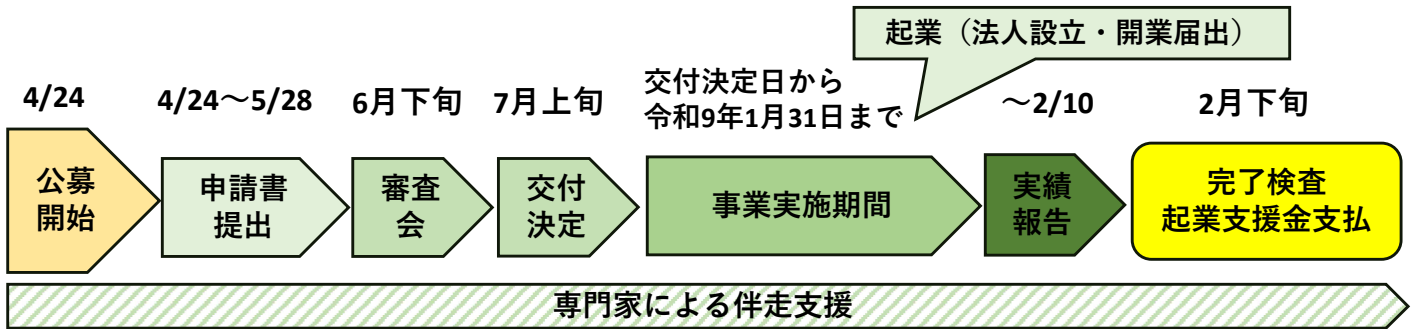 起業（法人設立・開業届出）
4/24
公募
開始
4/24～5/28
申請書
提出
6月下旬
審査
会
7月上旬
交付
決定
交付決定日から
令和9年1月31日まで
事業実施期間
～2/10
実績
報告
2月下旬
完了検査
起業支援金支払
専門家による伴走支援